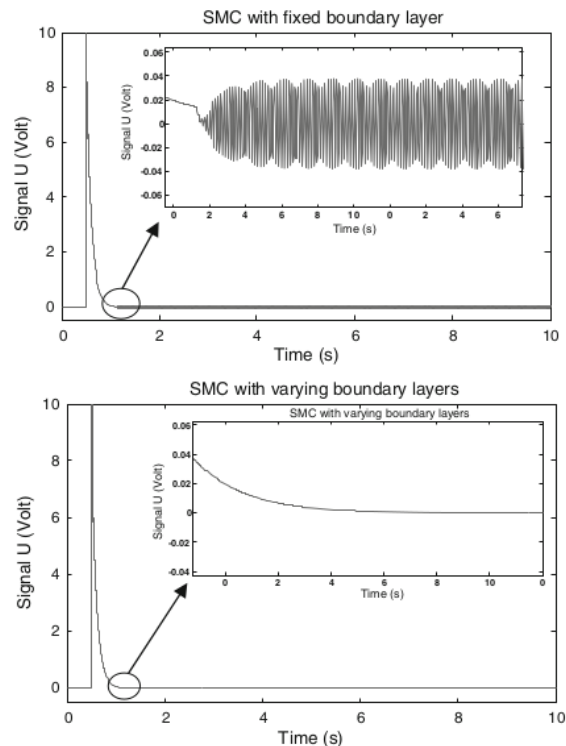 SMC with fixed boundary layer
10
8
6
4
2
0
Signal U (Volt)
0 2 4 6 8 10
Time (s)
0.06
0.04
0.02
0
-0.02
-0.04
-0.06
Signal U (Volt)
0 2 4 6 8 10 0 2 4 6
Time (s)
SMC with varying boundary layers
10
8
6
4
2
0
Signal U (Volt)
0 2 4 6 8 10
Time (s)
SMC with varying boundary layers
0.06
0.04
0.02
0
-0.02
-0.04
Signal U (Volt)
0 2 4 6 8 10 0
Time (s)